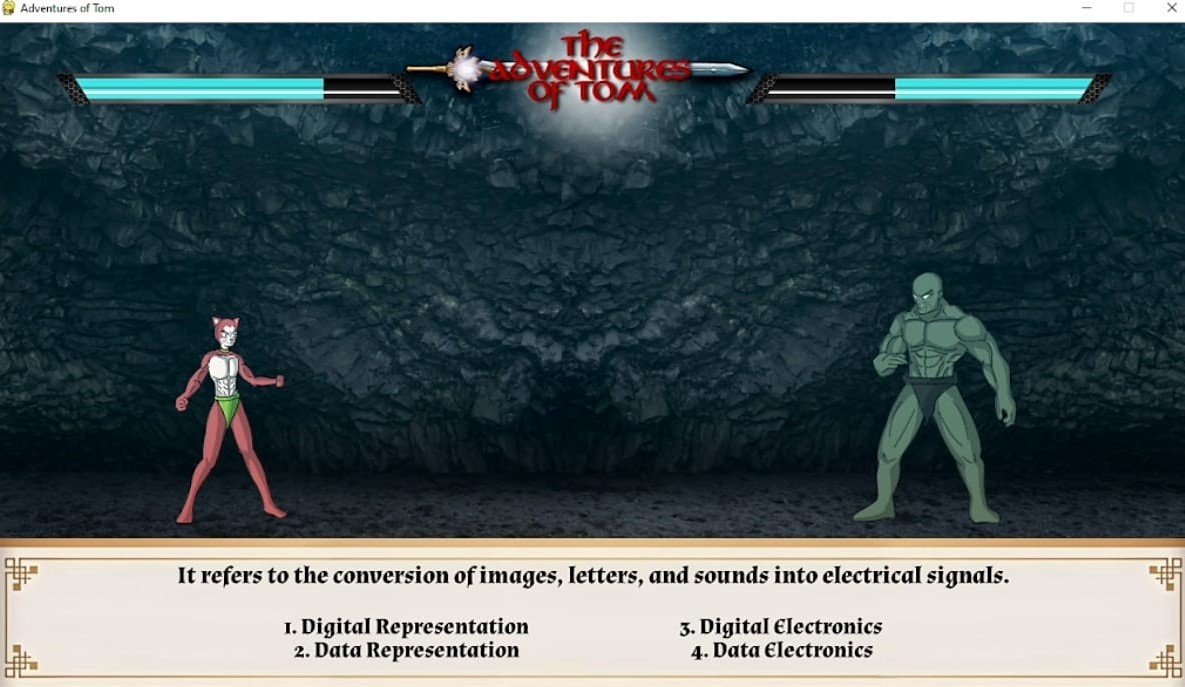 Adventures of Tom
THE
ADVENTURES
OF TOM
It refers to the conversion of images, letters, and sounds into electrical signals.
1. Digital Representation
3. Digital Electronics
2. Data Representation
4. Data Electronics